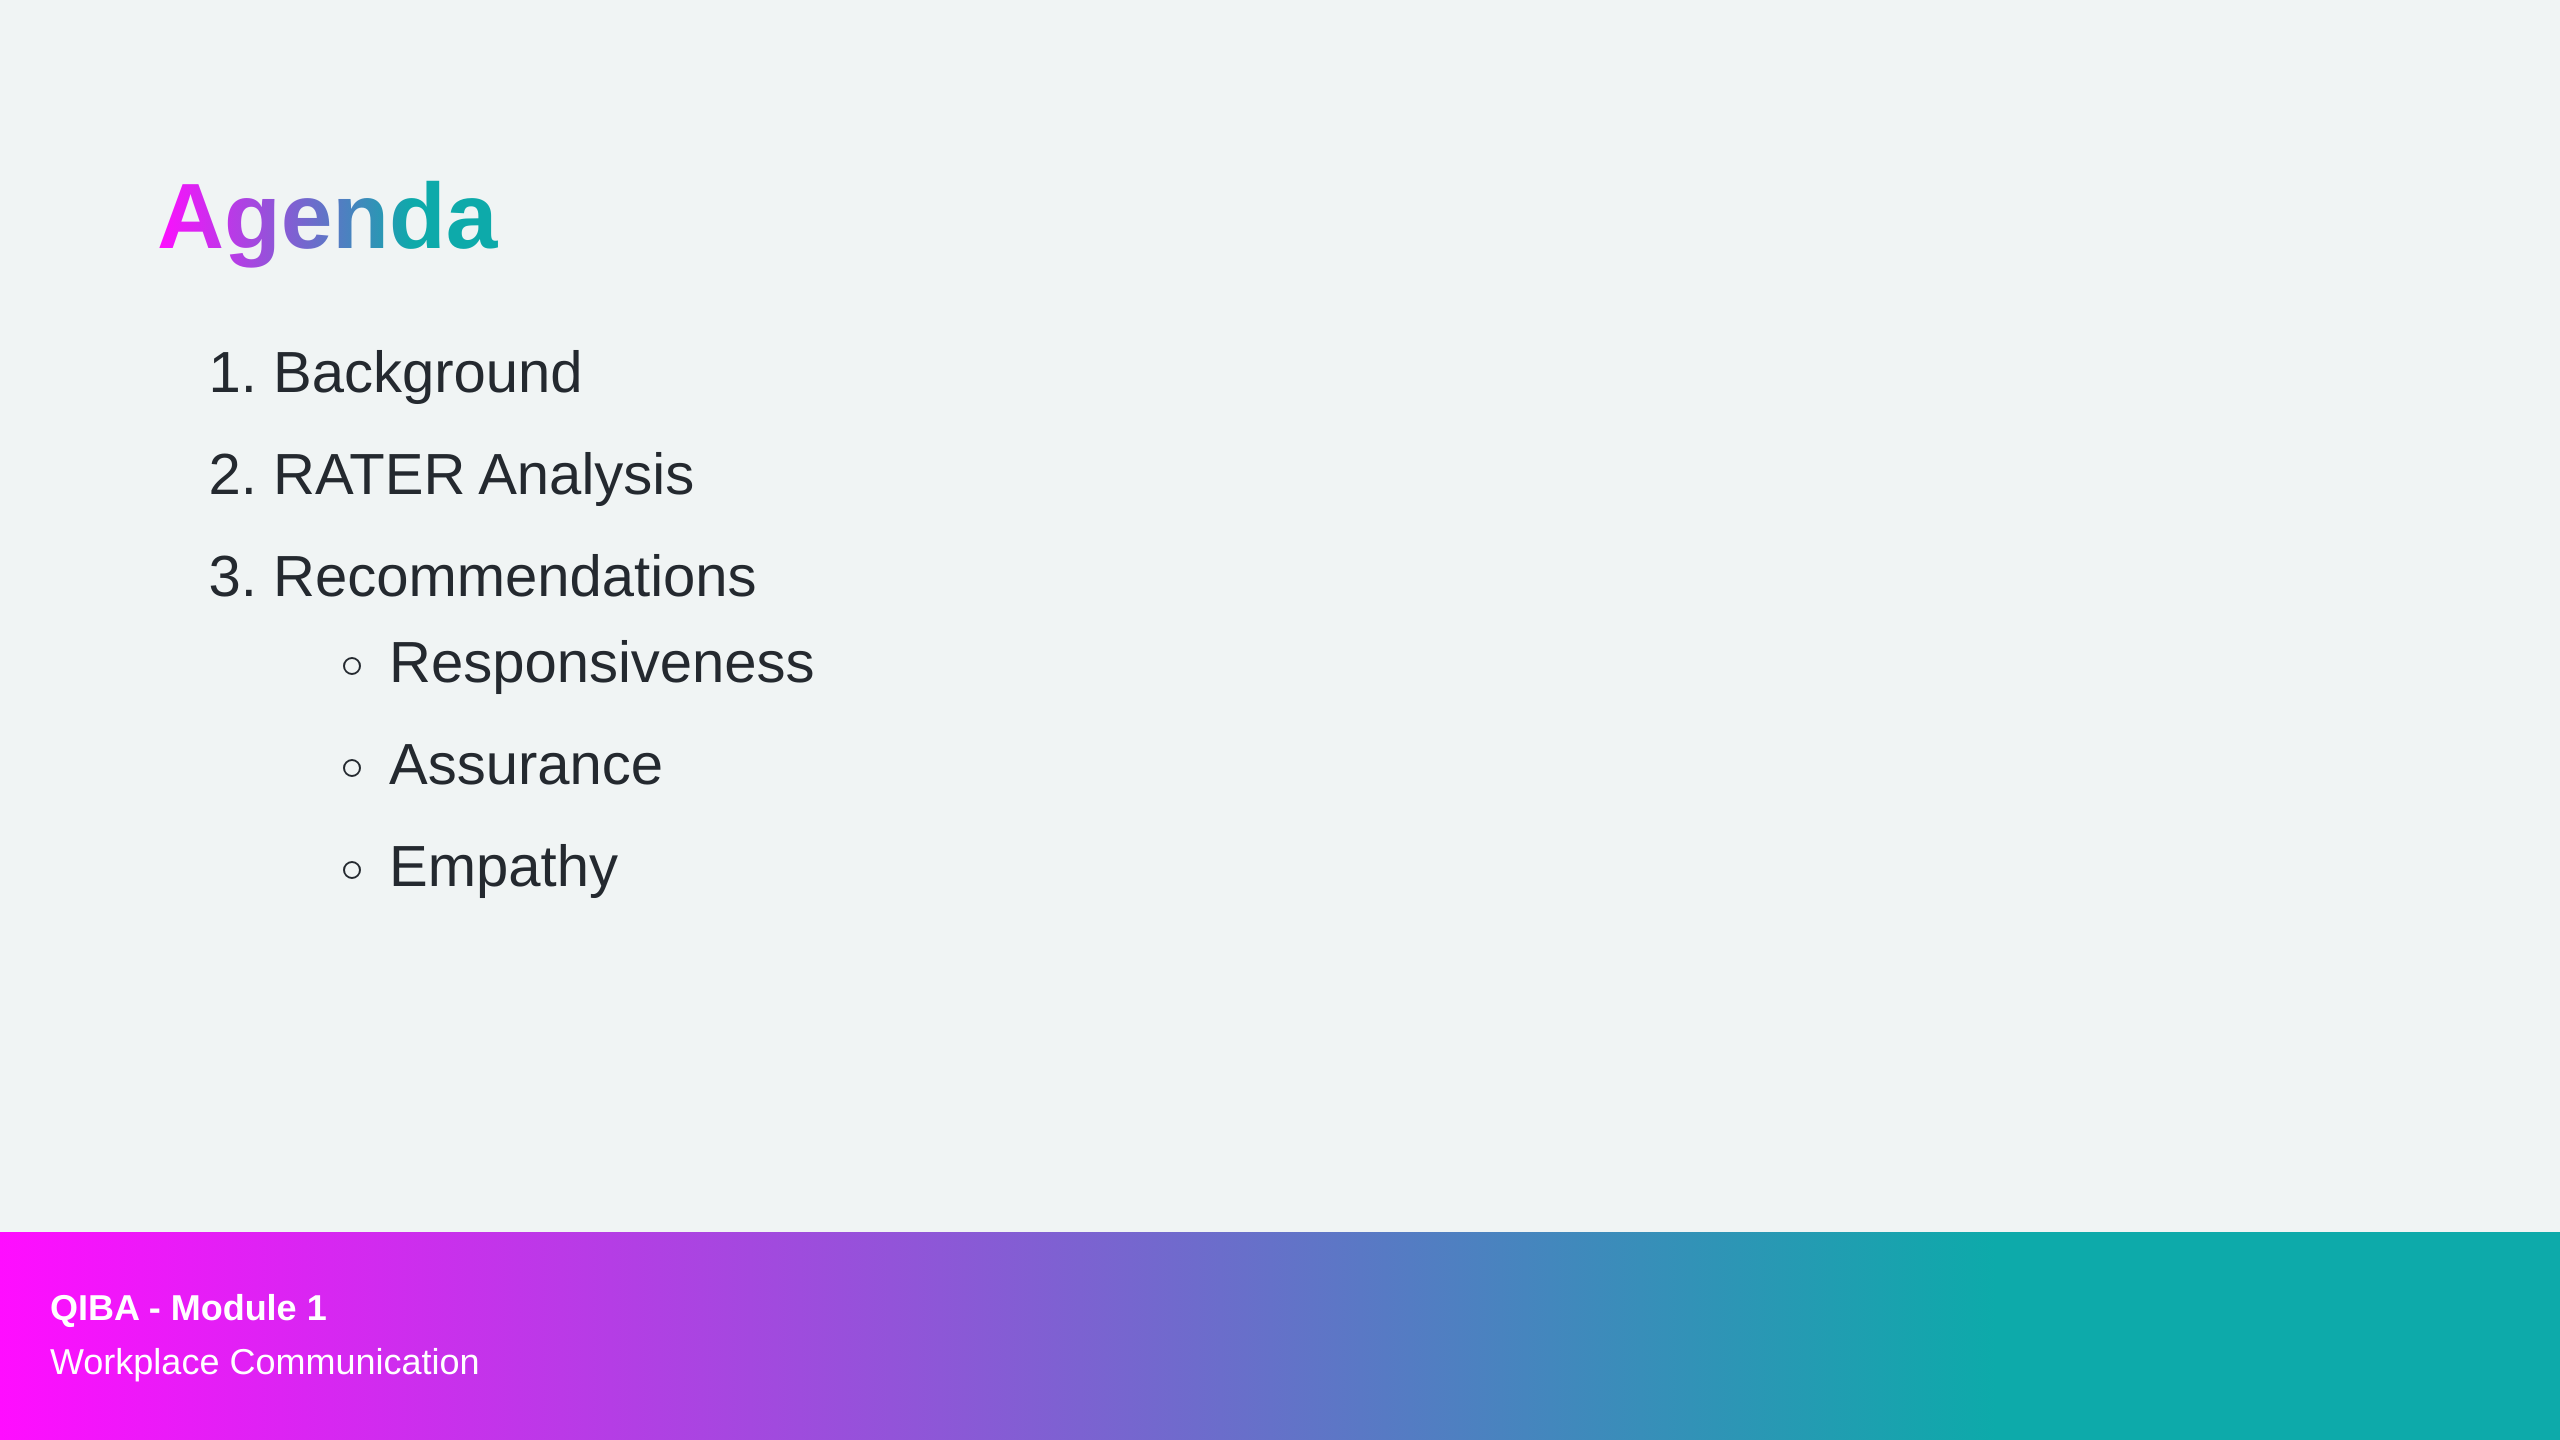 Agenda
1. Background
2. RATER Analysis
3. Recommendations
○ Responsiveness
○ Assurance
○ Empathy
QIBA - Module 1
Workplace Communication